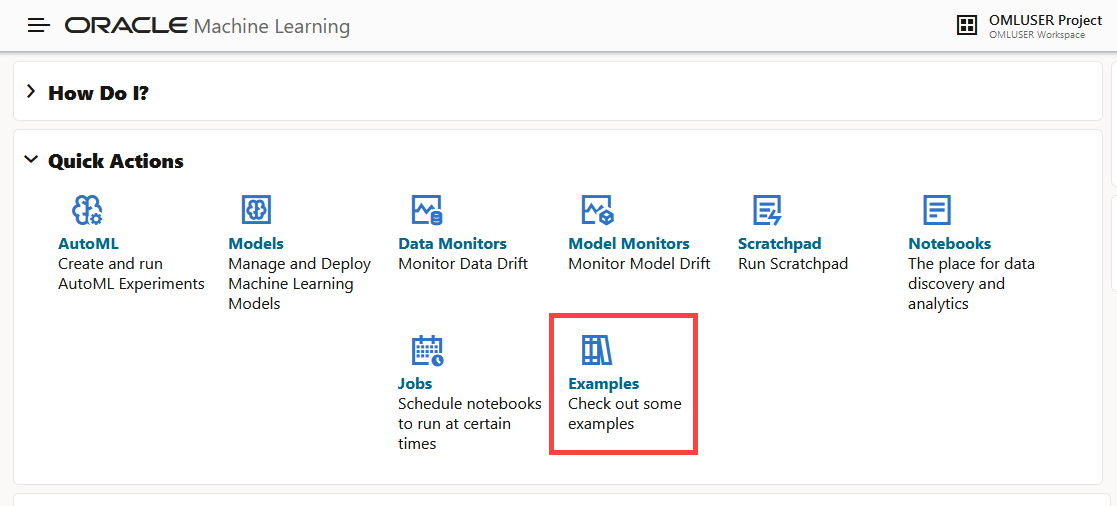 ORACLE Machine Learning
OMLUSER Project
OMLUSER Workspace
How Do I?
Quick Actions
AutoML
Create and run
AutoML Experiments
Models
Manage and Deploy
Machine Learning
Models
Data Monitors
Monitor Data Drift
Model Monitors
Monitor Model Drift
Scratchpad
Run Scratchpad
Notebooks
The place for data
discovery and
analytics
Jobs
Schedule notebooks
to run at certain
times
Examples
Check out some
examples